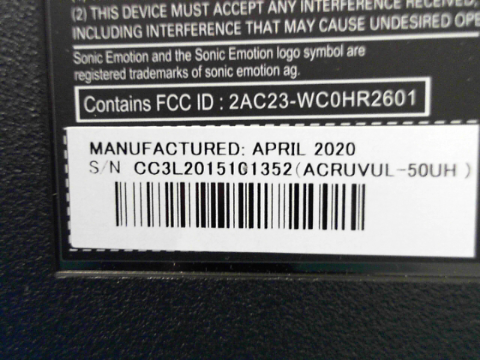 (2) THIS DEVICE MUST ACCEPT ANY INTERFERENCE
INCLUDING INTERFERENCE THAT MAY CAUSE UNDESIRED OPE
Sonic Emotion and the Sonic Emotion logo symbol are
registered trademarks of sonic emotion ag.
Contains FCC ID : 2AC23-WC0HR2601
MANUFACTURED: APRIL 2020
S/N CC3L2015101352(ACRUVUL-50UH )